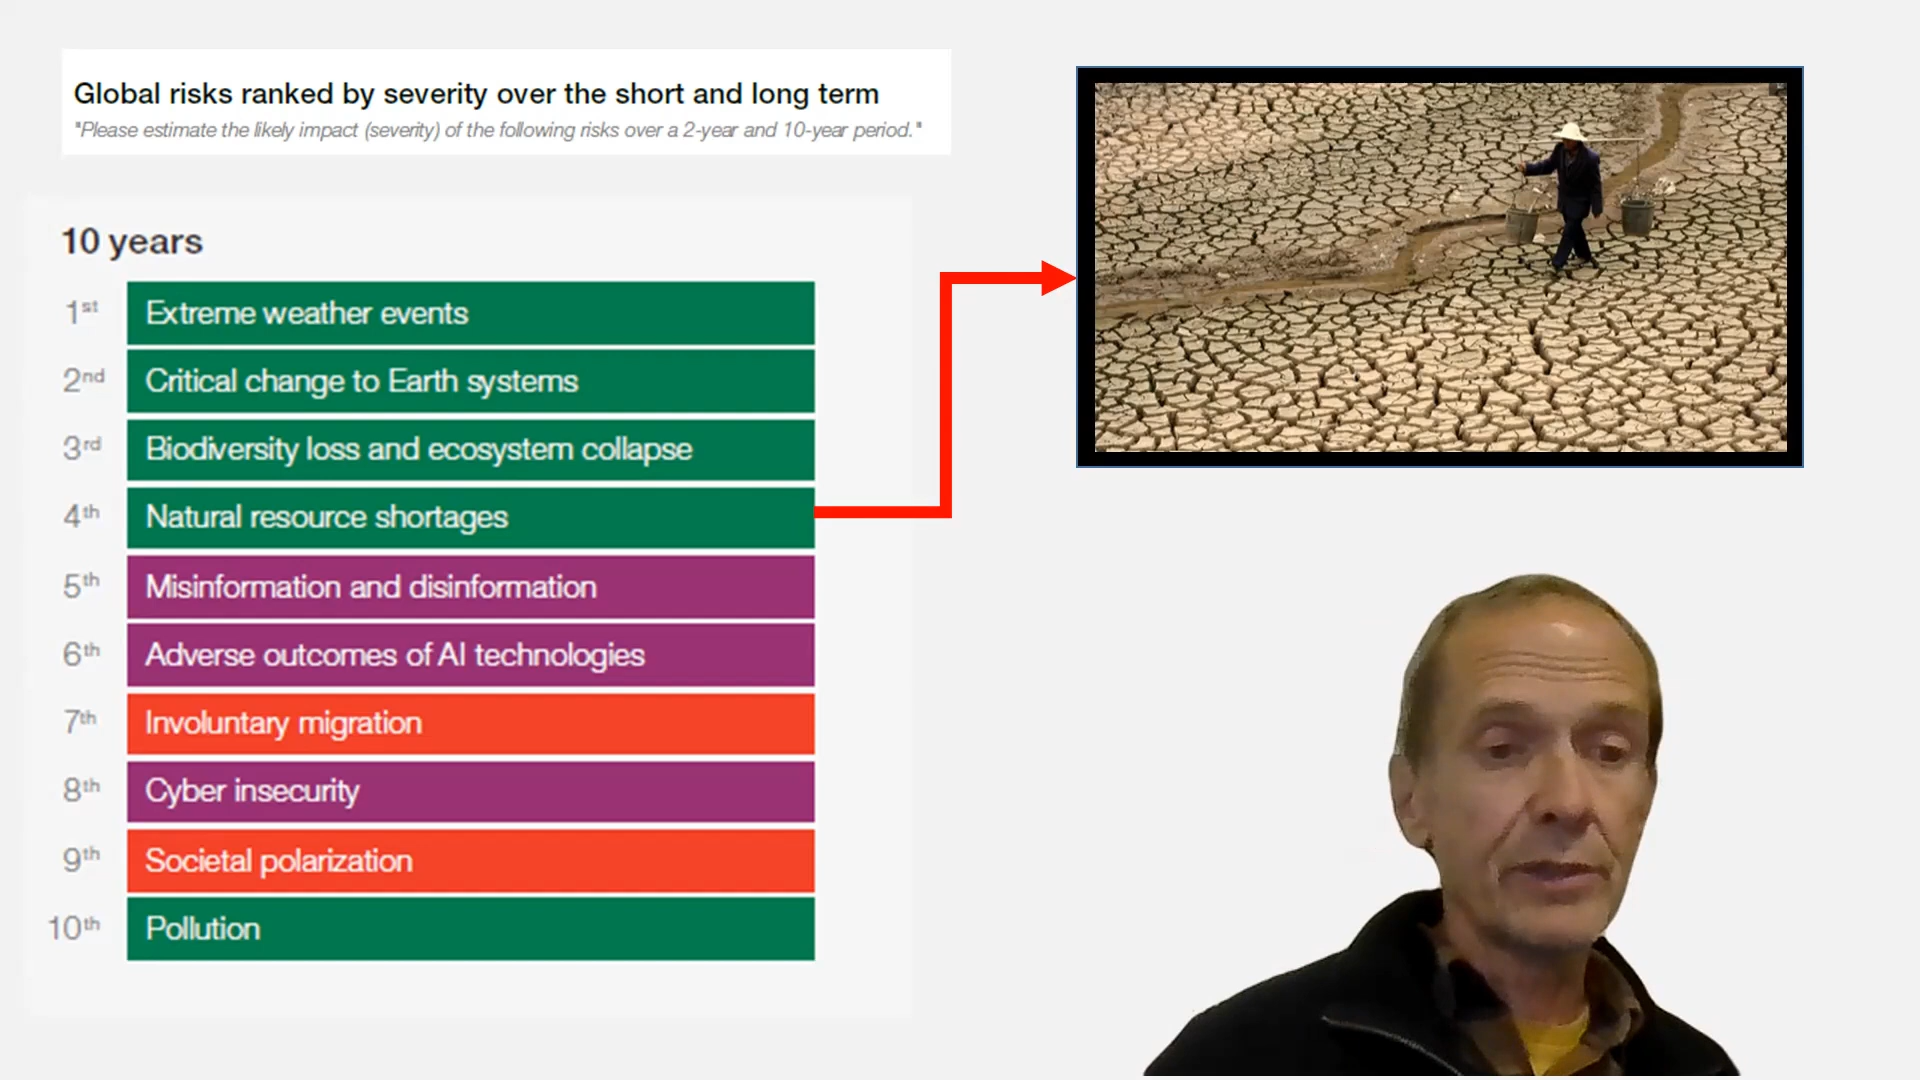 Global risks ranked by severity over the short and long term
"Please estimate the likely impact (severity) of the following risks over a 2-year and 10-year period."
10 years
1st Extreme weather events
2nd Critical change to Earth systems
3rd Biodiversity loss and ecosystem collapse
4th Natural resource shortages
5th Misinformation and disinformation
6th Adverse outcomes of AI technologies
7th Involuntary migration
8th Cyber insecurity
9th Societal polarization
10th Pollution